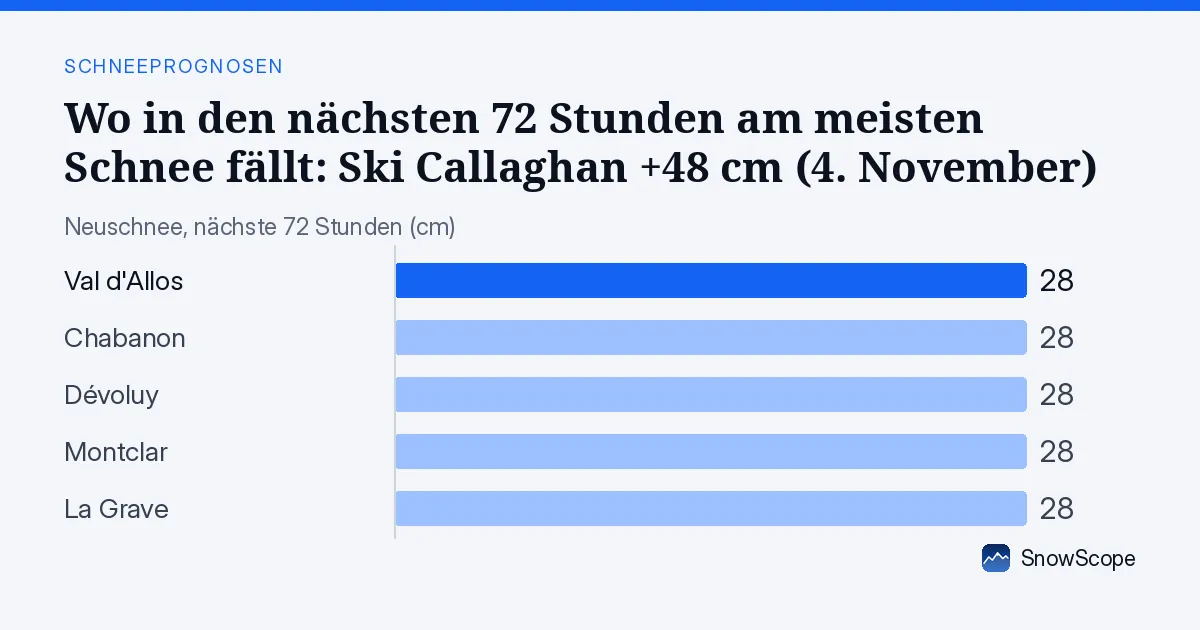 SCHNEEPROGNOSEN
Wo in den nächsten 72 Stunden am meisten
Schnee fällt: Ski Callaghan +48 cm (4. November)
Neuschnee, nächste 72 Stunden (cm)
Val d'Allos 28
Chabanon 28
Dévoluy 28
Montclar 28
La Grave 28
SnowScope